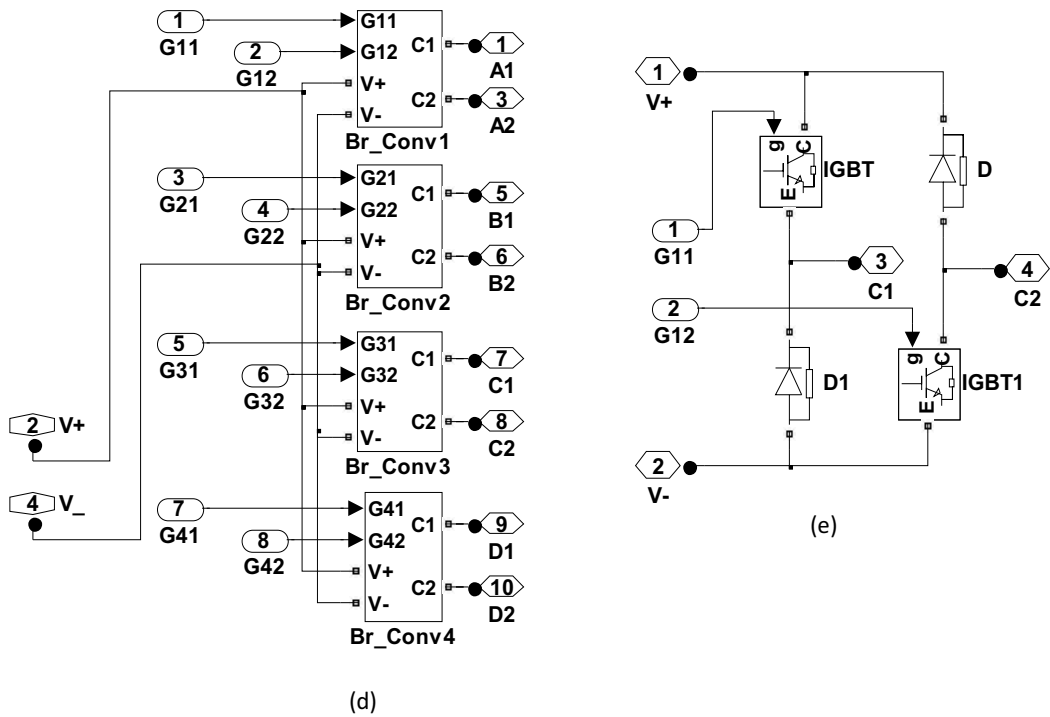 1 G11 C1 1
G11 2 G12 A1
G12 V+ C2 3
V- A2
Br_Conv1
3 G21 C1 5
G21 4 G22 B1
G22 V+ C2 6
V- B2
Br_Conv2
5 G31 C1 7
G31 6 G32 C1
G32 V+ C2 8
V- C2
Br_Conv3
2 V+
4 V_
7 G41 C1 9
G41 8 G42 D1
G42 V+ C2 10
V- D2
Br_Conv4
(d)
1
V+
g C
E
IGBT
D
1
G11
3
C1
4
C2
2
G12
g C
E
IGBT1
D1
2
V-
(e)